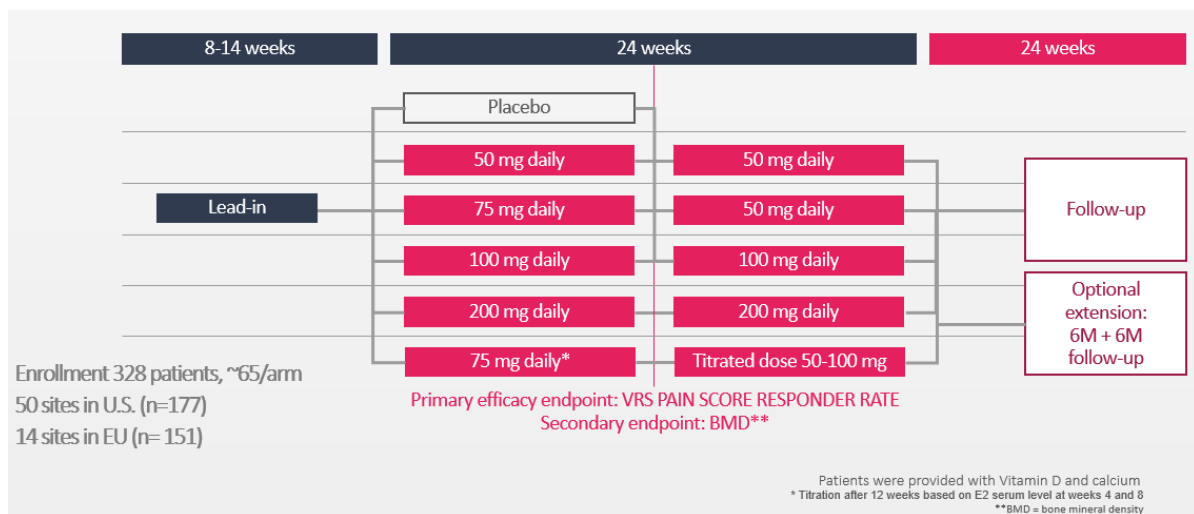 8-14 weeks
24 weeks
24 weeks
Placebo
50 mg daily
50 mg daily
Lead-in
75 mg daily
50 mg daily
Follow-up
100 mg daily
100 mg daily
200 mg daily
200 mg daily
Optional
extension:
6M + 6M
follow-up
75 mg daily*
Titrated dose 50-100 mg
Enrollment 328 patients, ~65/arm
50 sites in U.S. (n=177)
14 sites in EU (n= 151)
Primary efficacy endpoint: VRS PAIN SCORE RESPONDER RATE
Secondary endpoint: BMD**
Patients were provided with Vitamin D and calcium
* Titration after 12 weeks based on E2 serum level at weeks 4 and 8
**BMD = bone mineral density